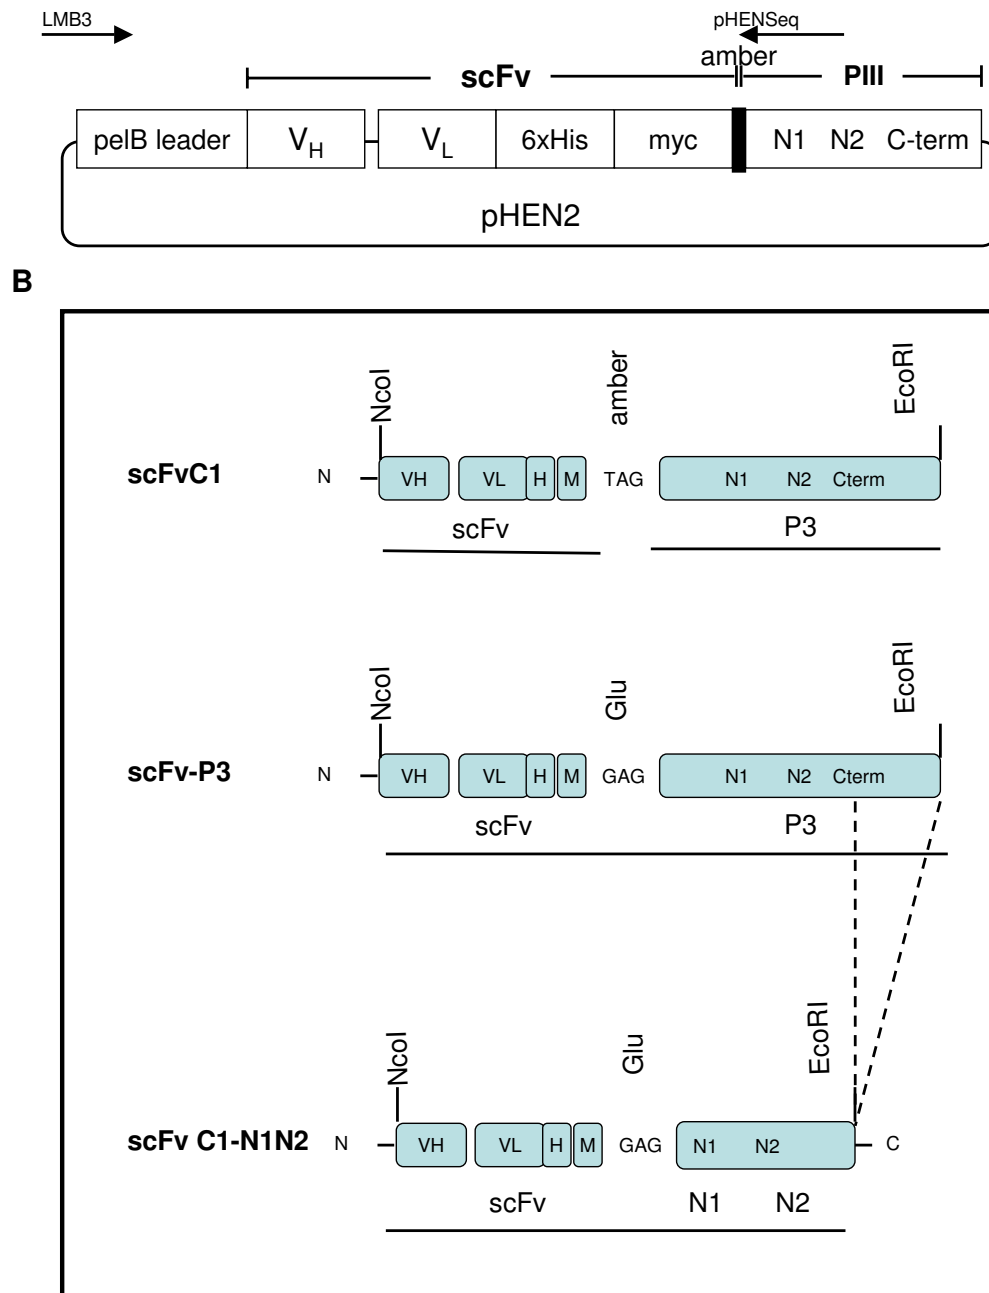 LMB3
pHENSeq
amber
scFv
PIII
pelB leader VH VL 6xHis myc N1 N2 C-term
pHEN2
B
NcoI
amber
EcoRI
scFvC1
N VH VL H M TAG N1 N2 Cterm
scFv P3
NcoI
Glu
EcoRI
scFv-P3
N VH VL H M GAG N1 N2 Cterm
scFv P3
NcoI
Glu
EcoRI
scFv C1-N1N2
N VH VL H M GAG N1 N2 C
scFv N1 N2